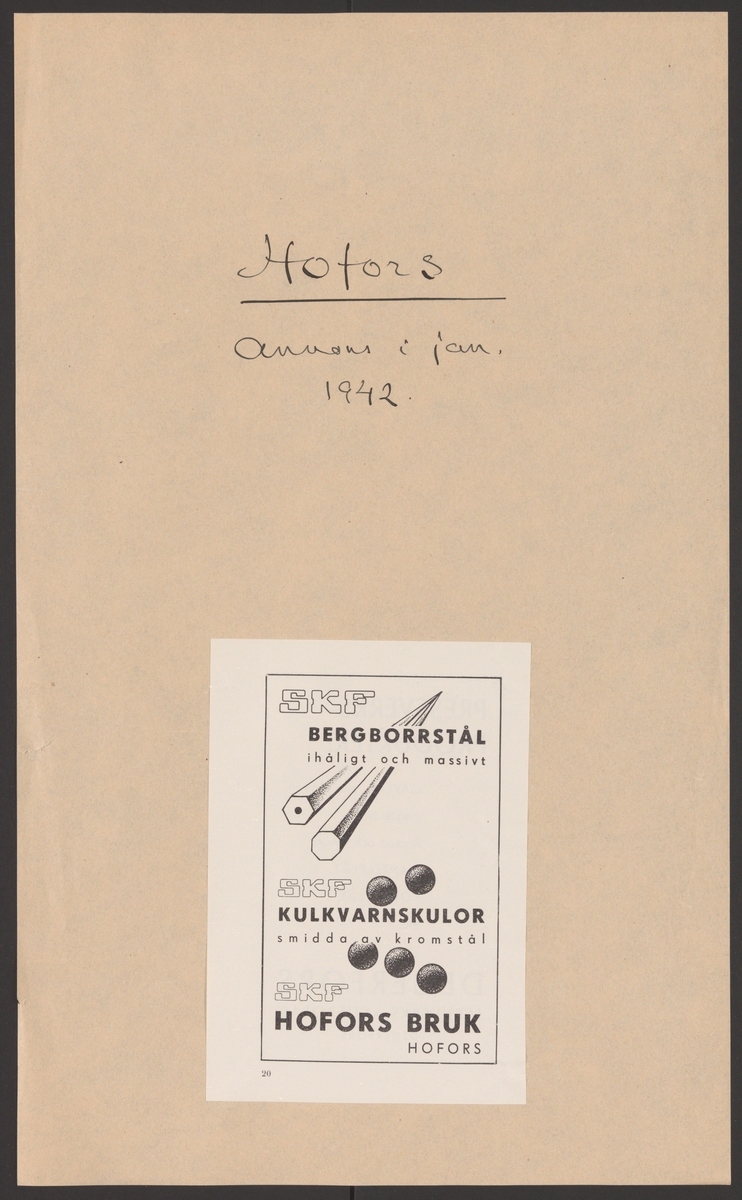 Hofors
Annons i jan.
1942.
SKF
BERGBORRSTÅL
ihåligt och massivt
SKF
KULKVARNSKULOR
smidda av kromstål
SKF
HOFORS BRUK
HOFORS
20